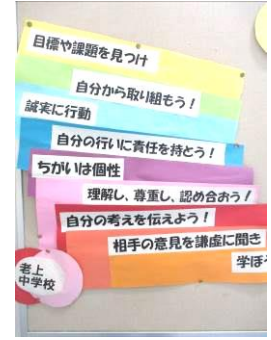 目標や課題を見つけ
自分から取り組もう！
誠実に行動
自分の行いに責任を持とう！
ちがいは個性
理解し、尊重し、認め合おう！
自分の考えを伝えよう！
相手の意見を謙虚に聞き
学ぼう
老上
中学校